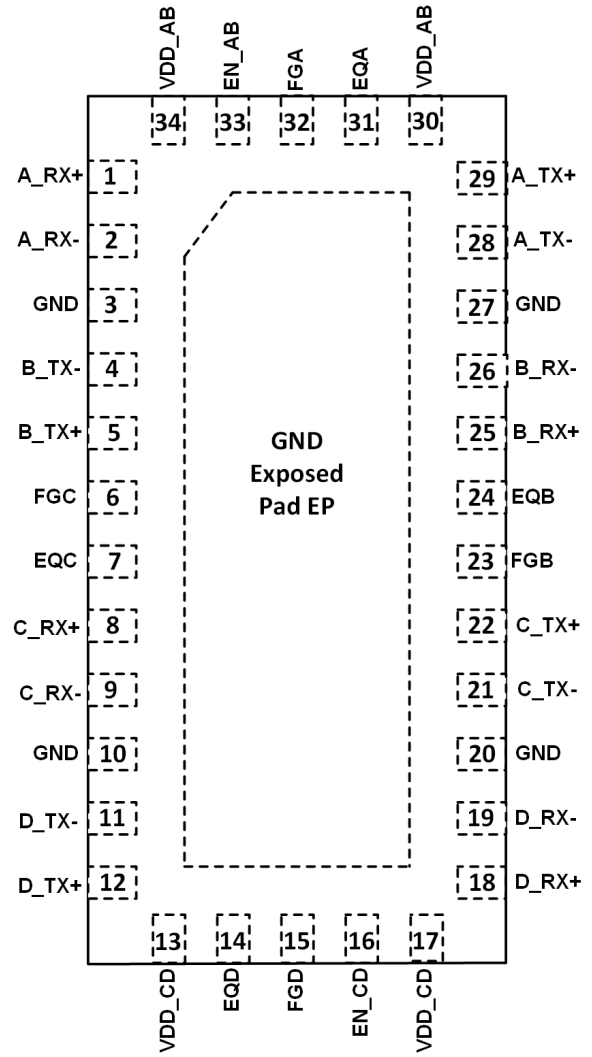 VDD_AB
EN_AB
FGA
EQA
VDD_AB
34 33 32 31 30
A_RX+ 1 29 A_TX+
A_RX- 2 28 A_TX-
GND 3 27 GND
B_TX- 4 26 B_RX-
B_TX+ 5 25 B_RX+
GND
Exposed
Pad EP
FGC 6 24 EQB
EQC 7 23 FGB
C_RX+ 8 22 C_TX+
C_RX- 9 21 C_TX-
GND 10 20 GND
D_TX- 11 19 D_RX-
D_TX+ 12 18 D_RX+
13 14 15 16 17
VDD_CD
EQD
FGD
EN_CD
VDD_CD